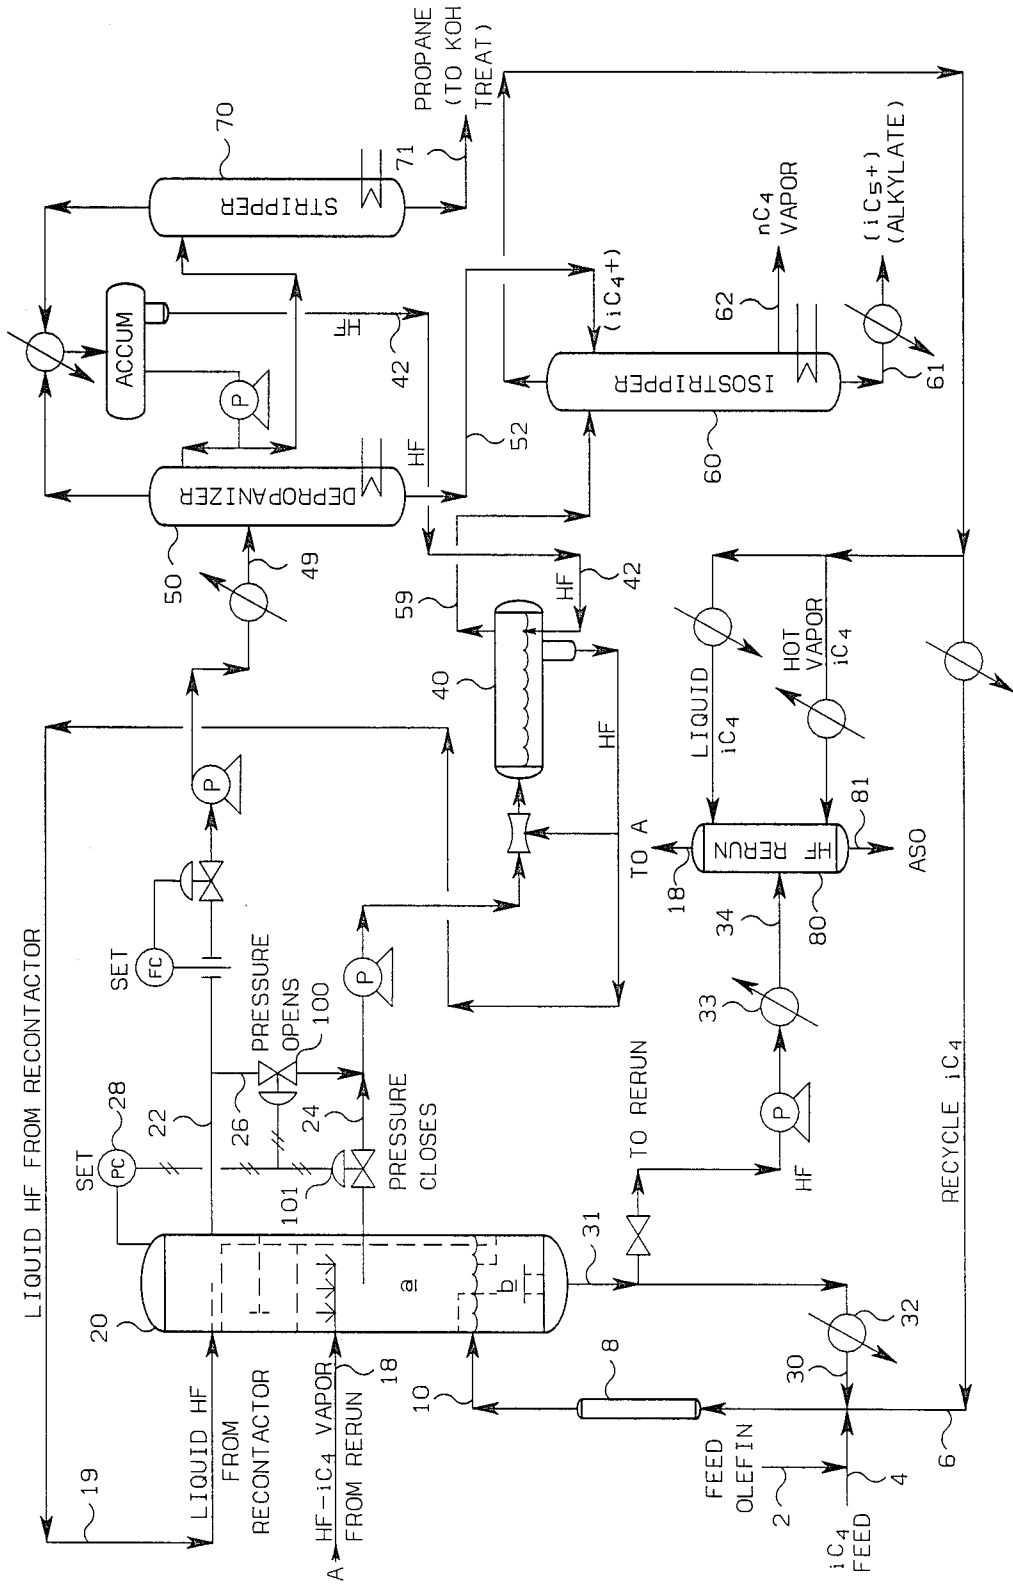 LIQUID HF FROM RECONTACTOR
19
LIQUID HF
FROM
RECONTACTOR
A
HF-iC4 VAPOR
FROM RERUN
18
20
a
b
10
8
FEED
OLEFIN
2
iC4
FEED
4
6
30
32
31
SET
PC
28
22
26
24
101
100
PRESSURE
OPENS
PRESSURE
CLOSES
SET
FC
P
P
TO RERUN
HF
P
33
34
HF RERUN
80
18
TO A
81
ASO
LIQUID
iC4
HOT
VAPOR
iC4
RECYCLE iC4
40
59
HF
HF
42
49
50
DEPROPANIZER
P
ACCUM
HF
42
HF
52
STRIPPER
70
71
PROPANE
(TO KOH
TREAT)
(iC4+)
ISOSTRIPPER
60
nC4
VAPOR
62
61
(iC5+)
(ALKYLATE)